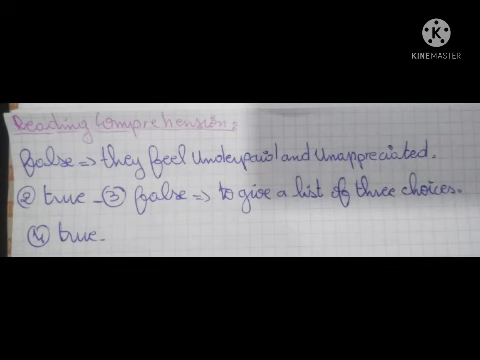 K
KINEMASTER
Reading Comprehension:
false => they feel underpaid and unappreciated.
② true - ③ false => to give a list of three choices.
④ true.